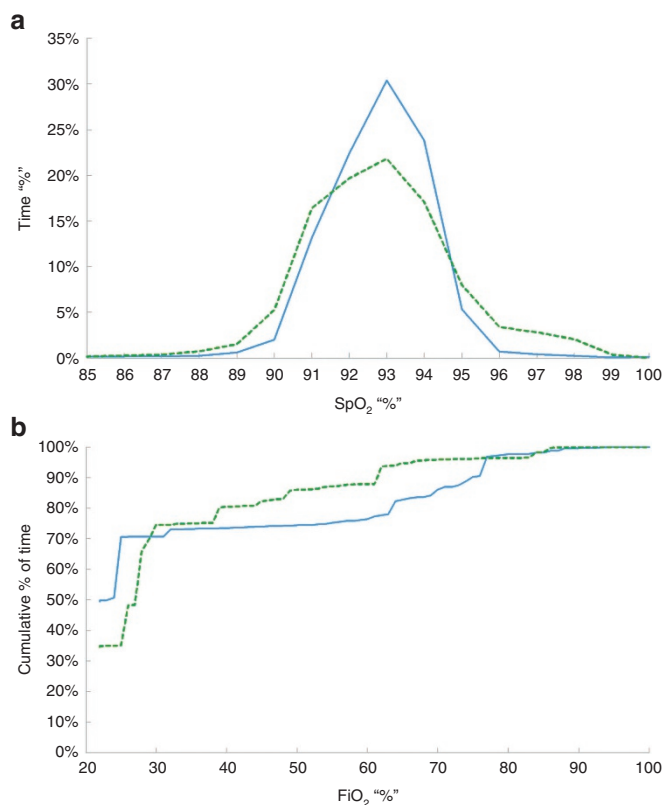 a
35%
30%
25%
20%
15%
10%
5%
0%
Time “%”
85 86 87 88 89 90 91 92 93 94 95 96 97 98 99 100
SpO₂ “%”
b
100%
90%
80%
70%
60%
50%
40%
30%
20%
10%
0%
Cumulative % of time
20 30 40 50 60 70 80 90 100
FiO₂ “%”